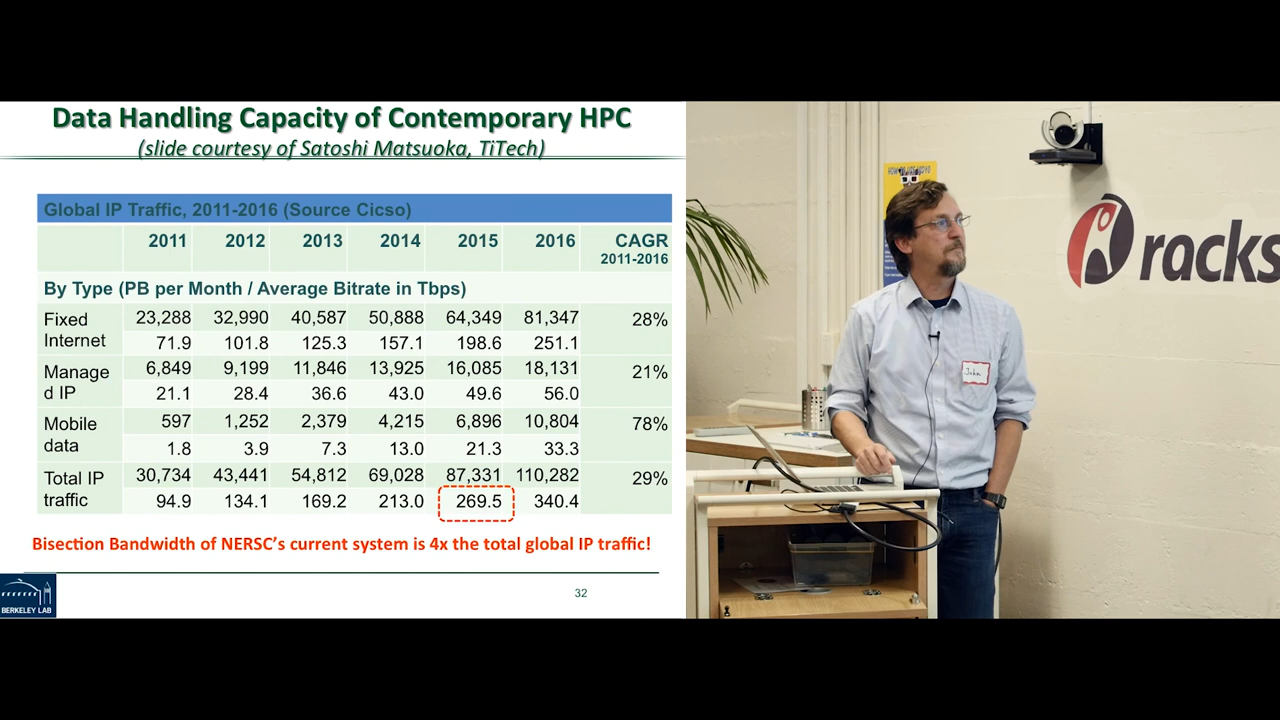 Data Handling Capacity of Contemporary HPC
(slide courtesy of Satoshi Matsuoka, TiTech)
Global IP Traffic, 2011-2016 (Source Cicso)
2011 2012 2013 2014 2015 2016 CAGR
2011-2016
By Type (PB per Month / Average Bitrate in Tbps)
Fixed Internet 23,288 32,990 40,587 50,888 64,349 81,347 28%
71.9 101.8 125.3 157.1 198.6 251.1
Manage
d IP 6,849 9,199 11,846 13,925 16,085 18,131 21%
21.1 28.4 36.6 43.0 49.6 56.0
Mobile data 597 1,252 2,379 4,215 6,896 10,804 78%
1.8 3.9 7.3 13.0 21.3 33.3
Total IP traffic 30,734 43,441 54,812 69,028 87,331 110,282 29%
94.9 134.1 169.2 213.0 269.5 340.4
Bisection Bandwidth of NERSC's current system is 4x the total global IP traffic!
BERKELEY LAB
32
racks
John